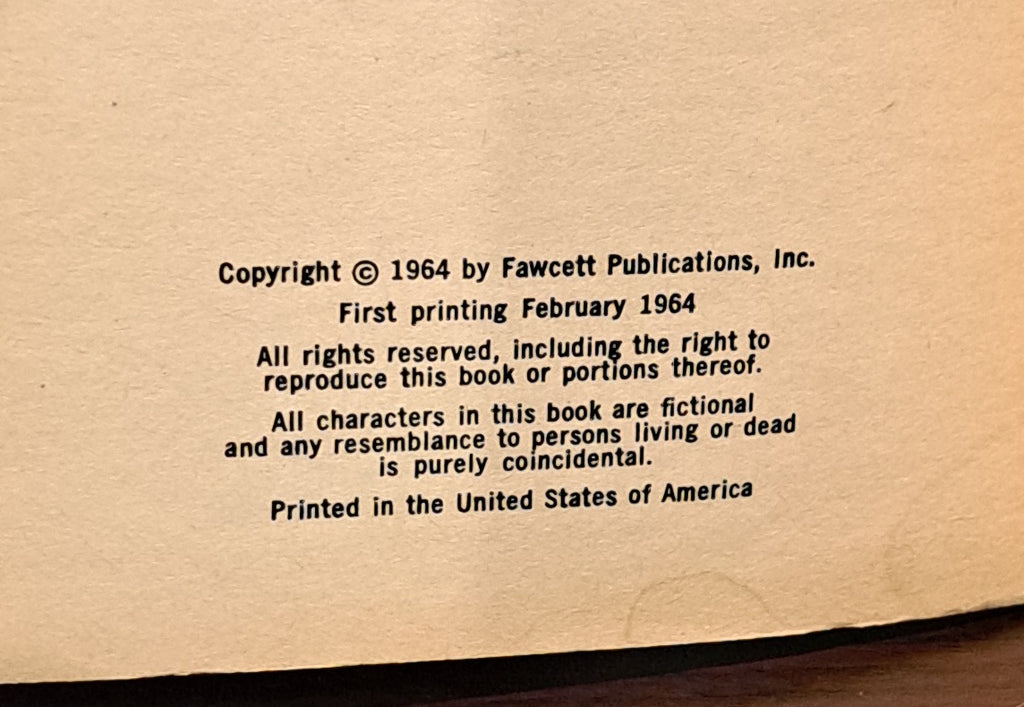 Copyright © 1964 by Fawcett Publications, Inc.
First printing February 1964
All rights reserved, including the right to
reproduce this book or portions thereof.
All characters in this book are fictional
and any resemblance to persons living or dead
is purely coincidental.
Printed in the United States of America